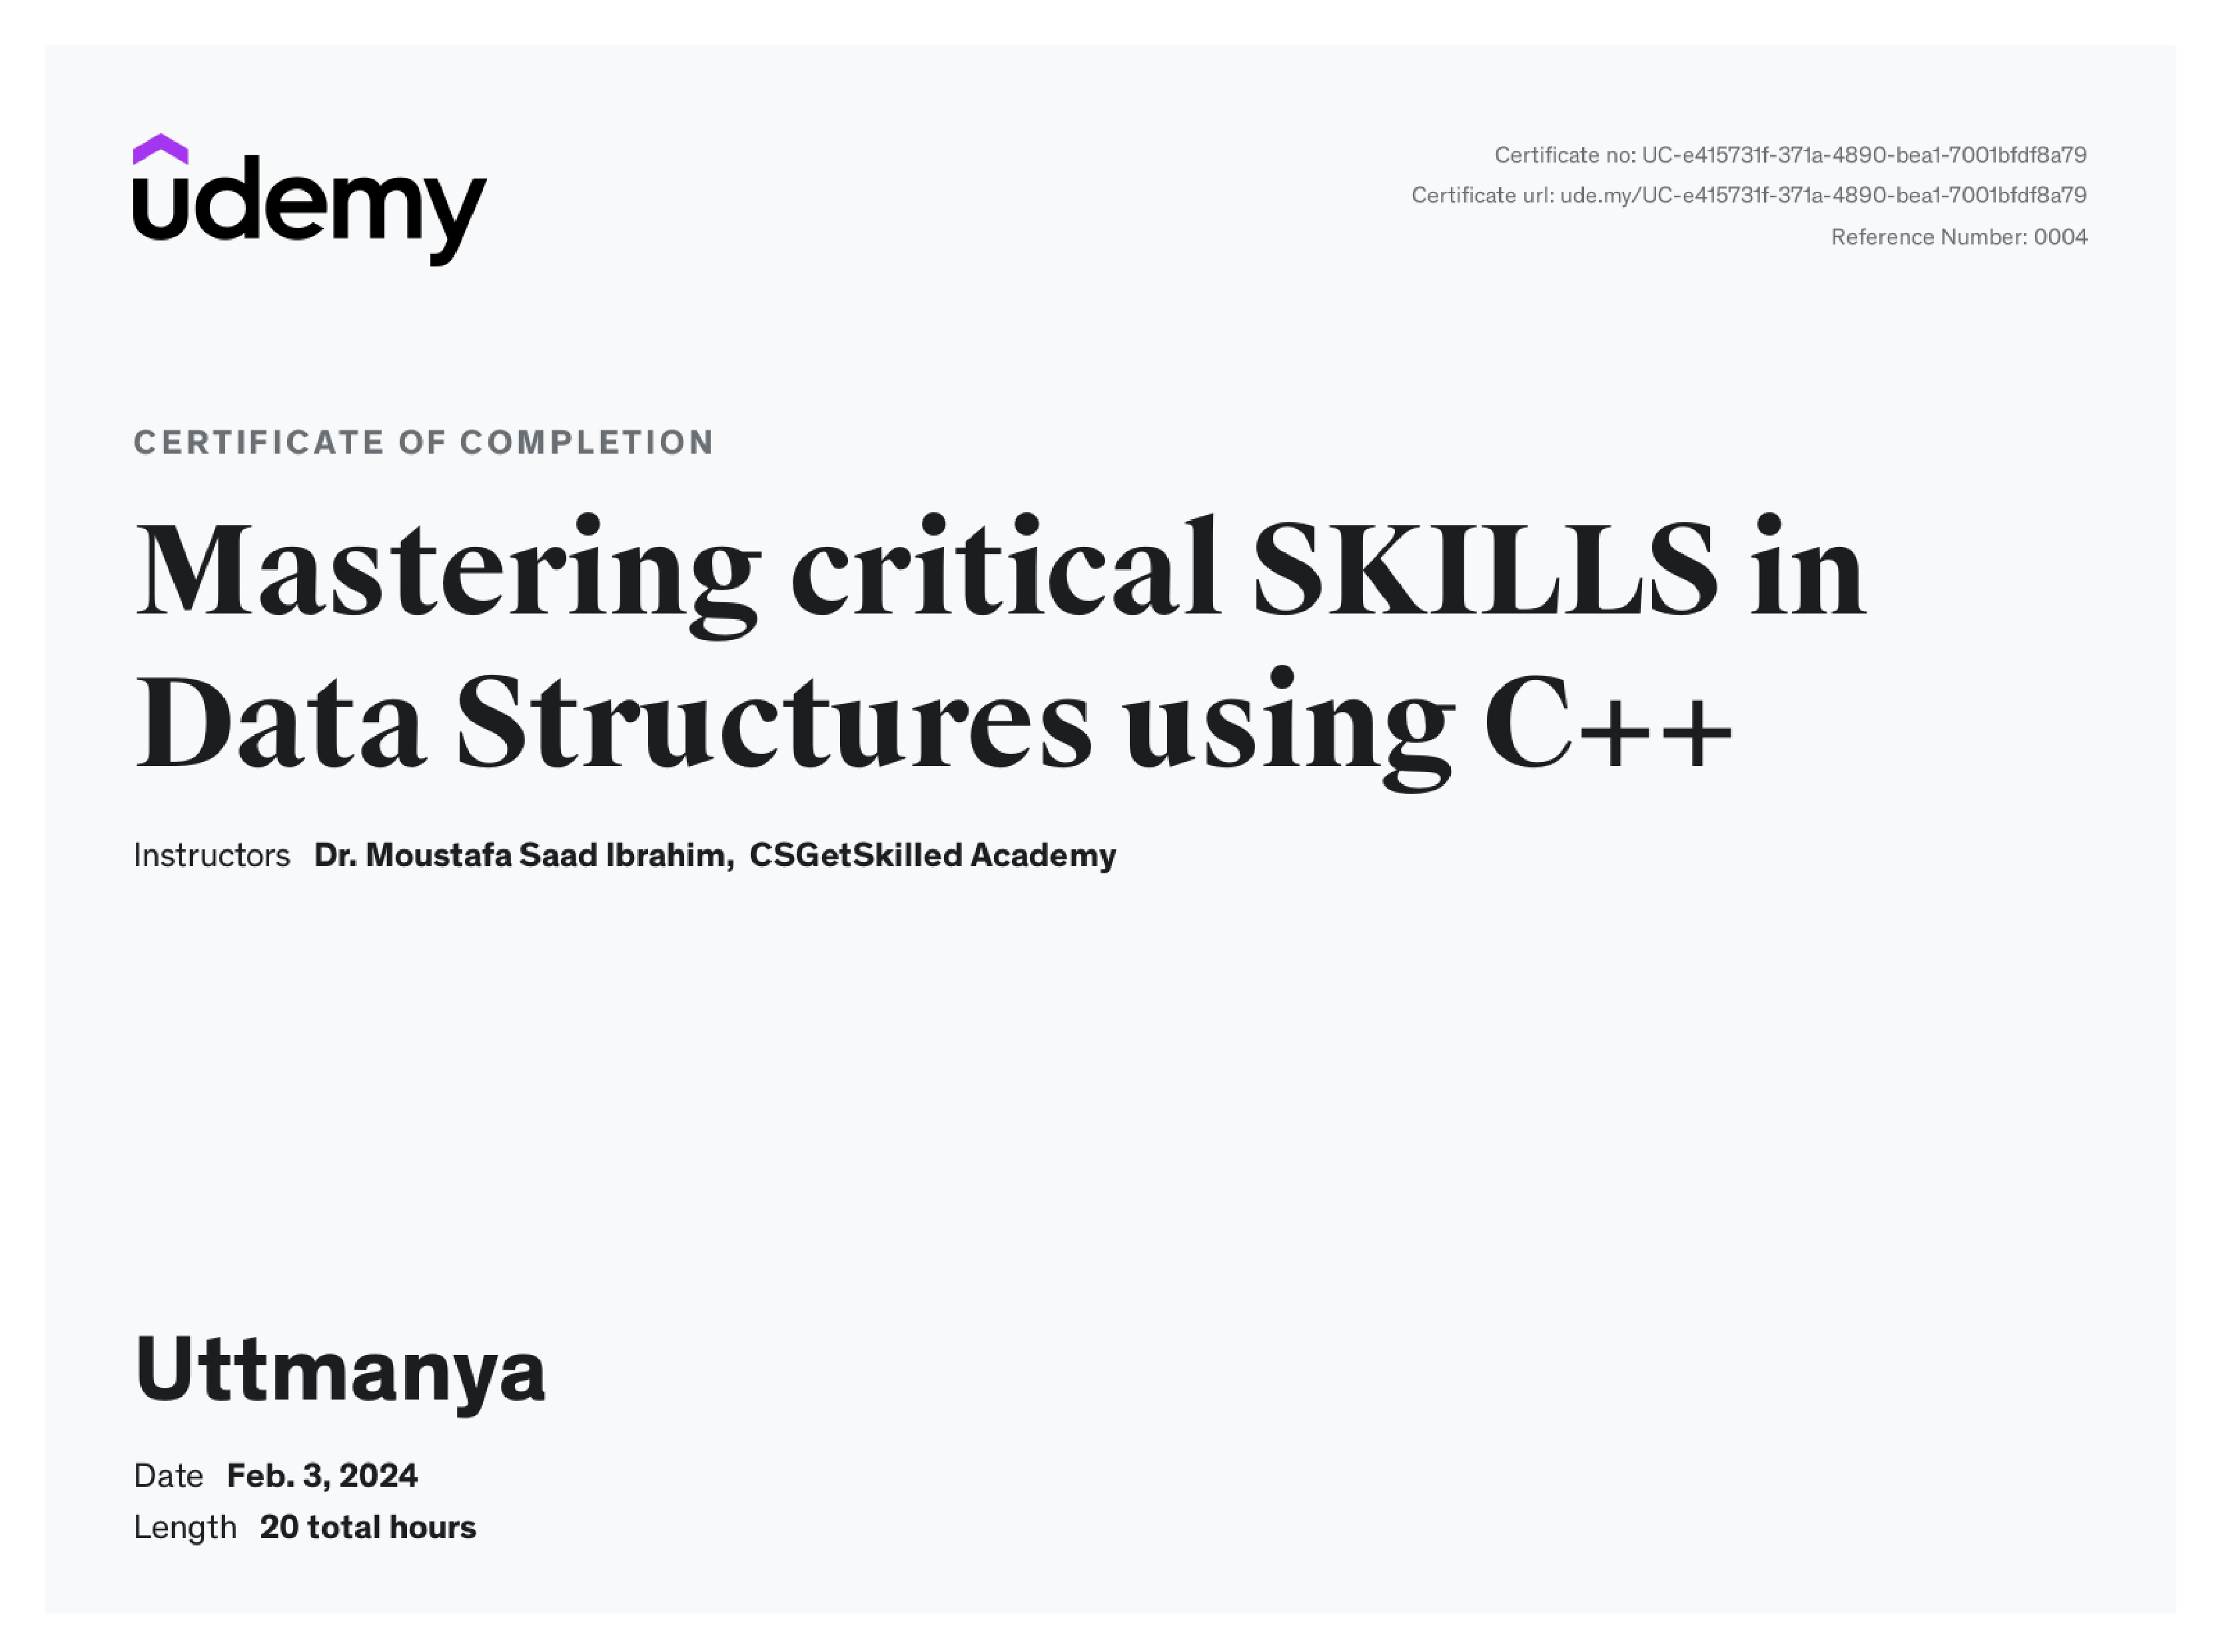 udemy
Certificate no: UC-e415731f-371a-4890-bea1-7001bfdf8a79
Certificate url: ude.my/UC-e415731f-371a-4890-bea1-7001bfdf8a79
Reference Number: 0004
CERTIFICATE OF COMPLETION
Mastering critical SKILLS in
Data Structures using C++
Instructors Dr. Moustafa Saad Ibrahim, CSGetSkilled Academy
Uttmanya
Date Feb. 3, 2024
Length 20 total hours